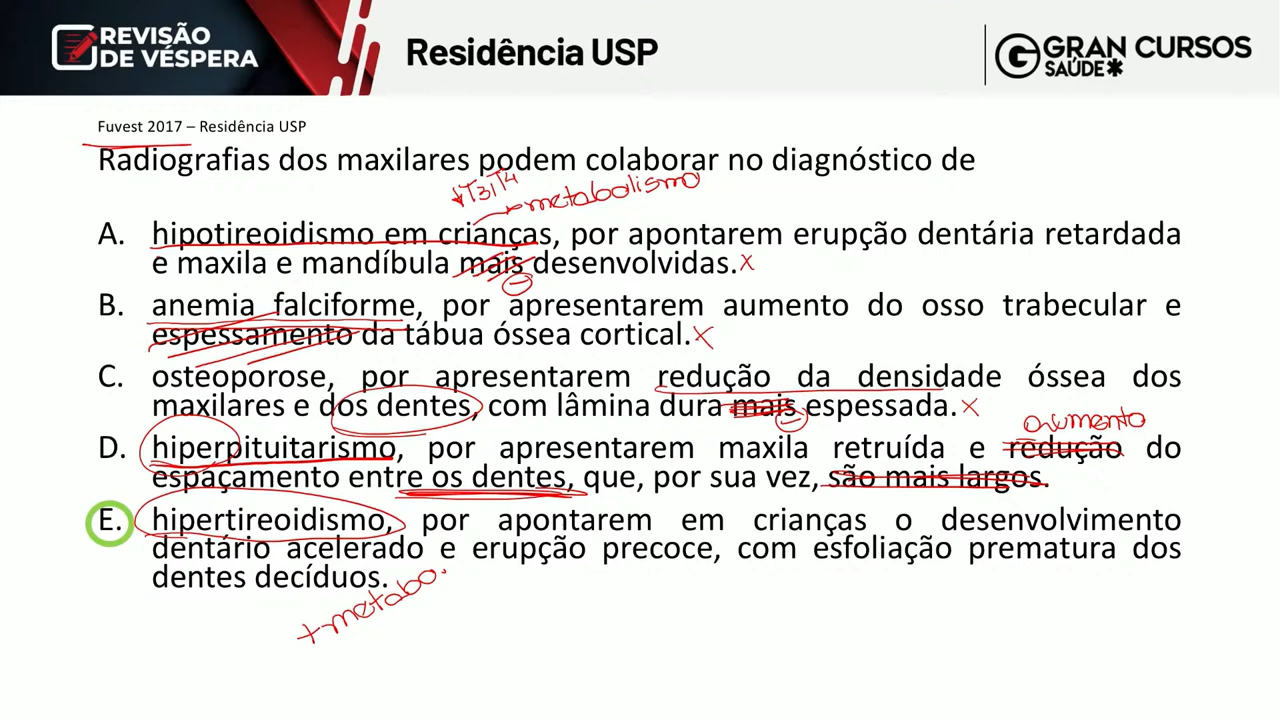 REVISÃO
DE VÉSPERA
Residência USP
GRAN CURSOS
SAÚDE
Fuvest 2017 – Residência USP
Radiografias dos maxilares podem colaborar no diagnóstico de
↓T3,T4
metabolismo
A. hipotireoidismo em crianças, por apontarem erupção dentária retardada
e maxila e mandíbula mais desenvolvidas. x
B. anemia falciforme, por apresentarem aumento do osso trabecular e
espessamento da tábua óssea cortical. x
C. osteoporose, por apresentarem redução da densidade óssea dos
maxilares e dos dentes, com lâmina dura mais espessada. x
aumento
D. hiperpituitarismo, por apresentarem maxila retruída e redução do
espaçamento entre os dentes, que, por sua vez, são mais largos.
E. hipertireoidismo, por apontarem em crianças o desenvolvimento
dentário acelerado e erupção precoce, com esfoliação prematura dos
dentes decíduos.
+metabo.